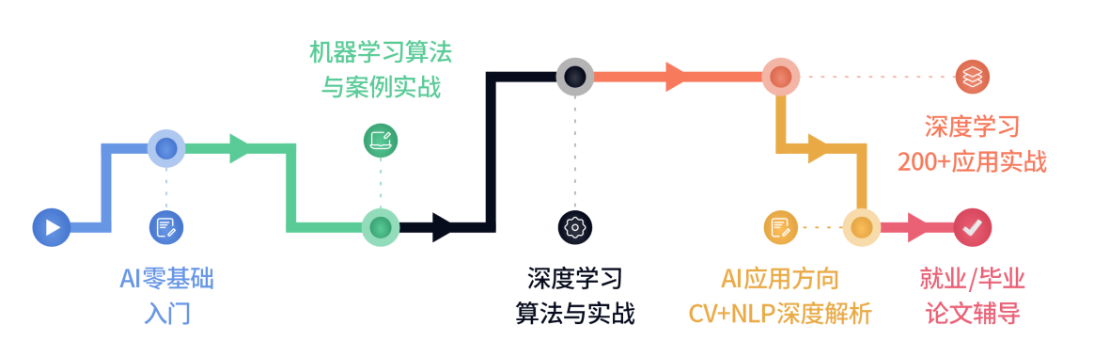 AI零基础
入门
机器学习算法
与案例实战
深度学习
算法与实战
深度学习
200+应用实战
AI应用方向
CV+NLP深度解析
就业/毕业
论文辅导